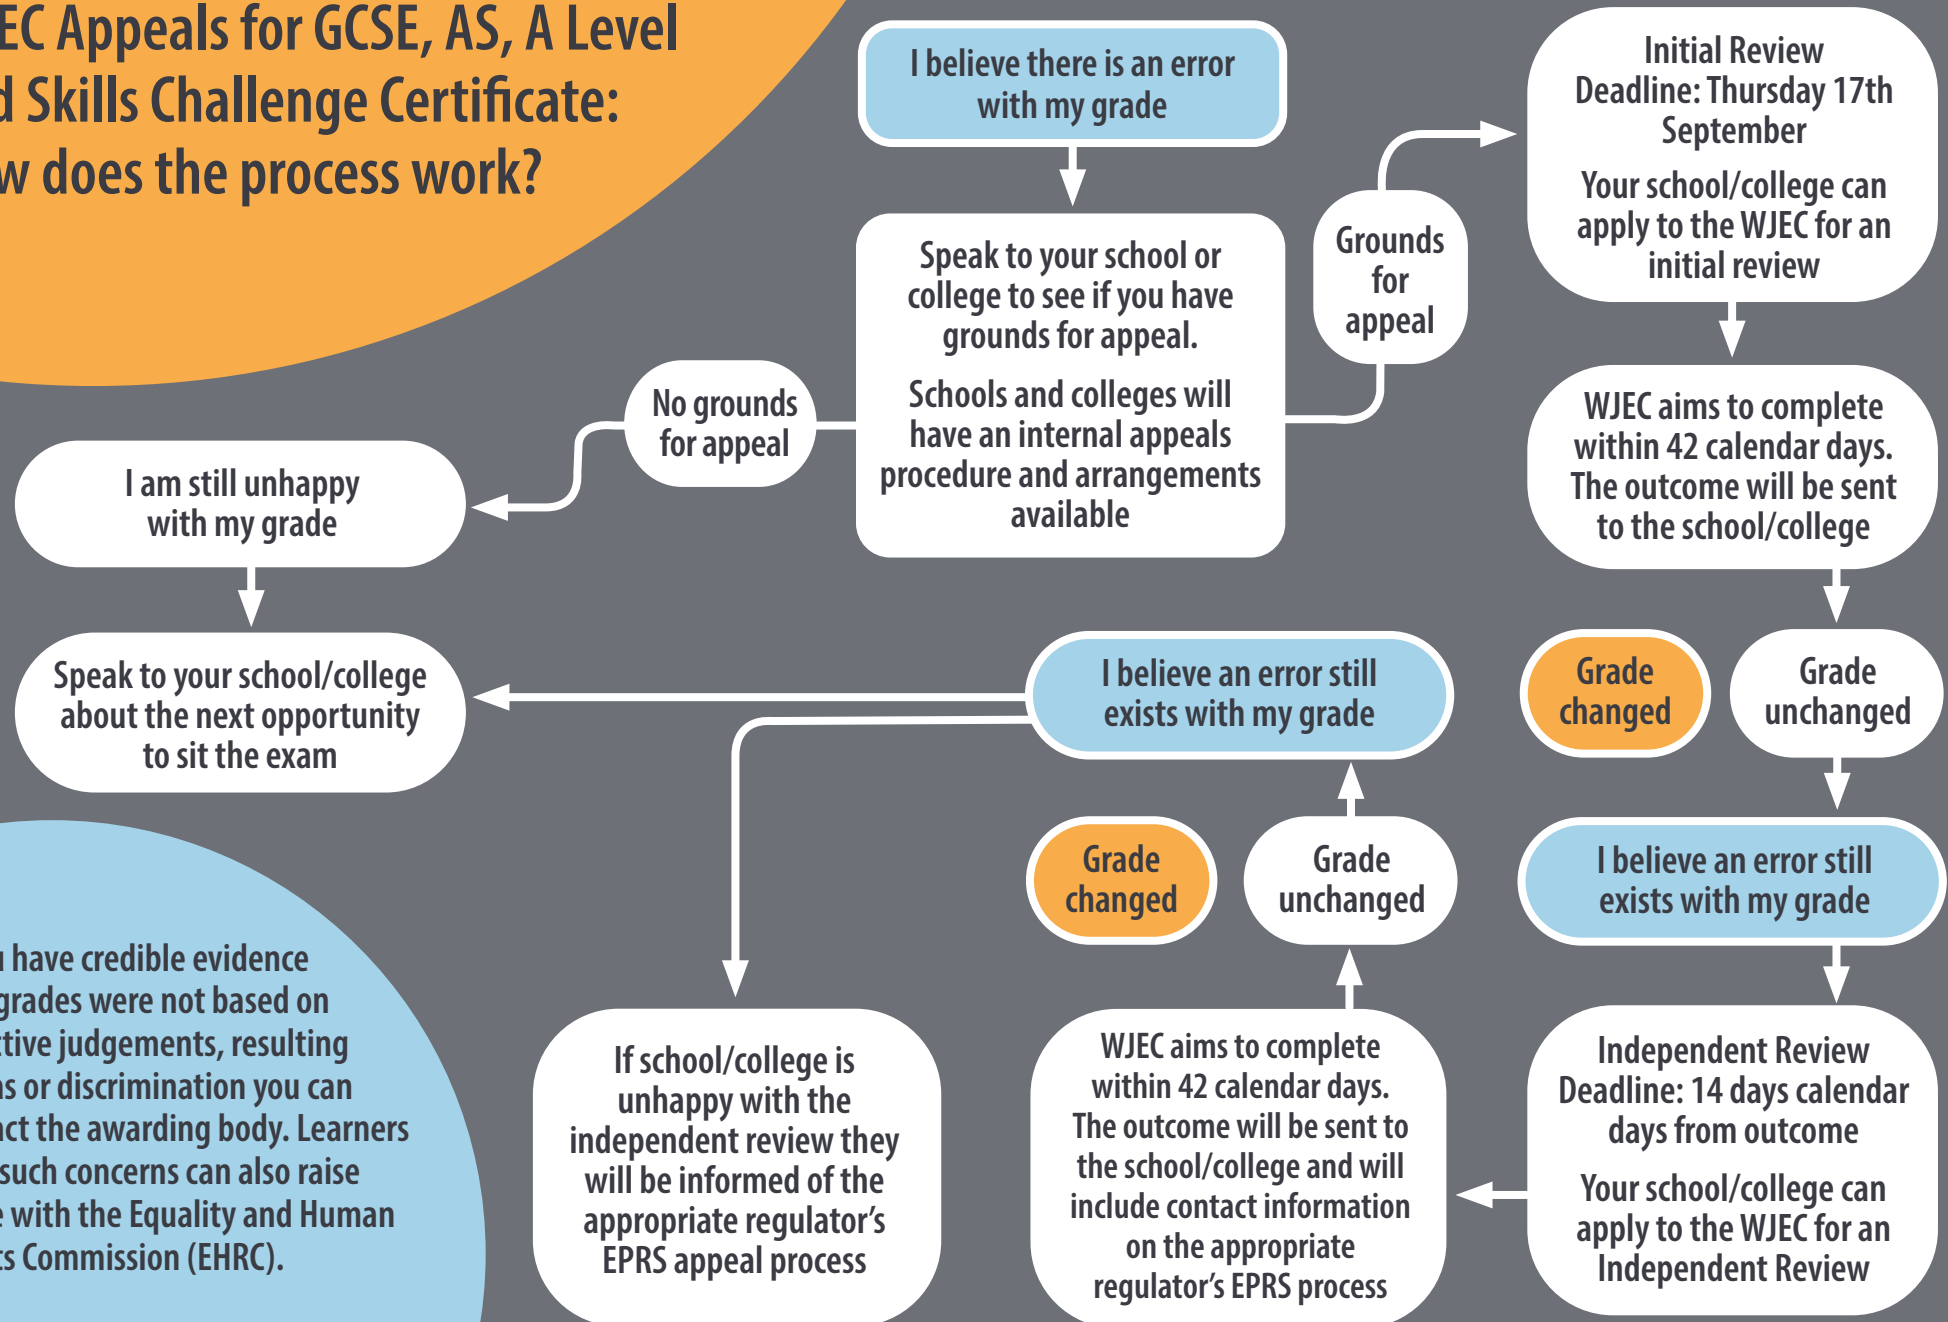 EC Appeals for GCSE, AS, A Level
d Skills Challenge Certificate:
w does the process work?
I believe there is an error
with my grade
Speak to your school or
college to see if you have
grounds for appeal.
Schools and colleges will
have an internal appeals
procedure and arrangements
available
No grounds
for appeal
I am still unhappy
with my grade
Speak to your school/college
about the next opportunity
to sit the exam
Grounds
for
appeal
Initial Review
Deadline: Thursday 17th
September
Your school/college can
apply to the WJEC for an
initial review
WJEC aims to complete
within 42 calendar days.
The outcome will be sent
to the school/college
Grade
changed
Grade
unchanged
I believe an error still
exists with my grade
Independent Review
Deadline: 14 days calendar
days from outcome
Your school/college can
apply to the WJEC for an
Independent Review
WJEC aims to complete
within 42 calendar days.
The outcome will be sent to
the school/college and will
include contact information
on the appropriate
regulator's EPRS process
Grade
changed
Grade
unchanged
I believe an error still
exists with my grade
If school/college is
unhappy with the
independent review they
will be informed of the
appropriate regulator's
EPRS appeal process
u have credible evidence
grades were not based on
ctive judgements, resulting
as or discrimination you can
act the awarding body. Learners
such concerns can also raise
e with the Equality and Human
ts Commission (EHRC).